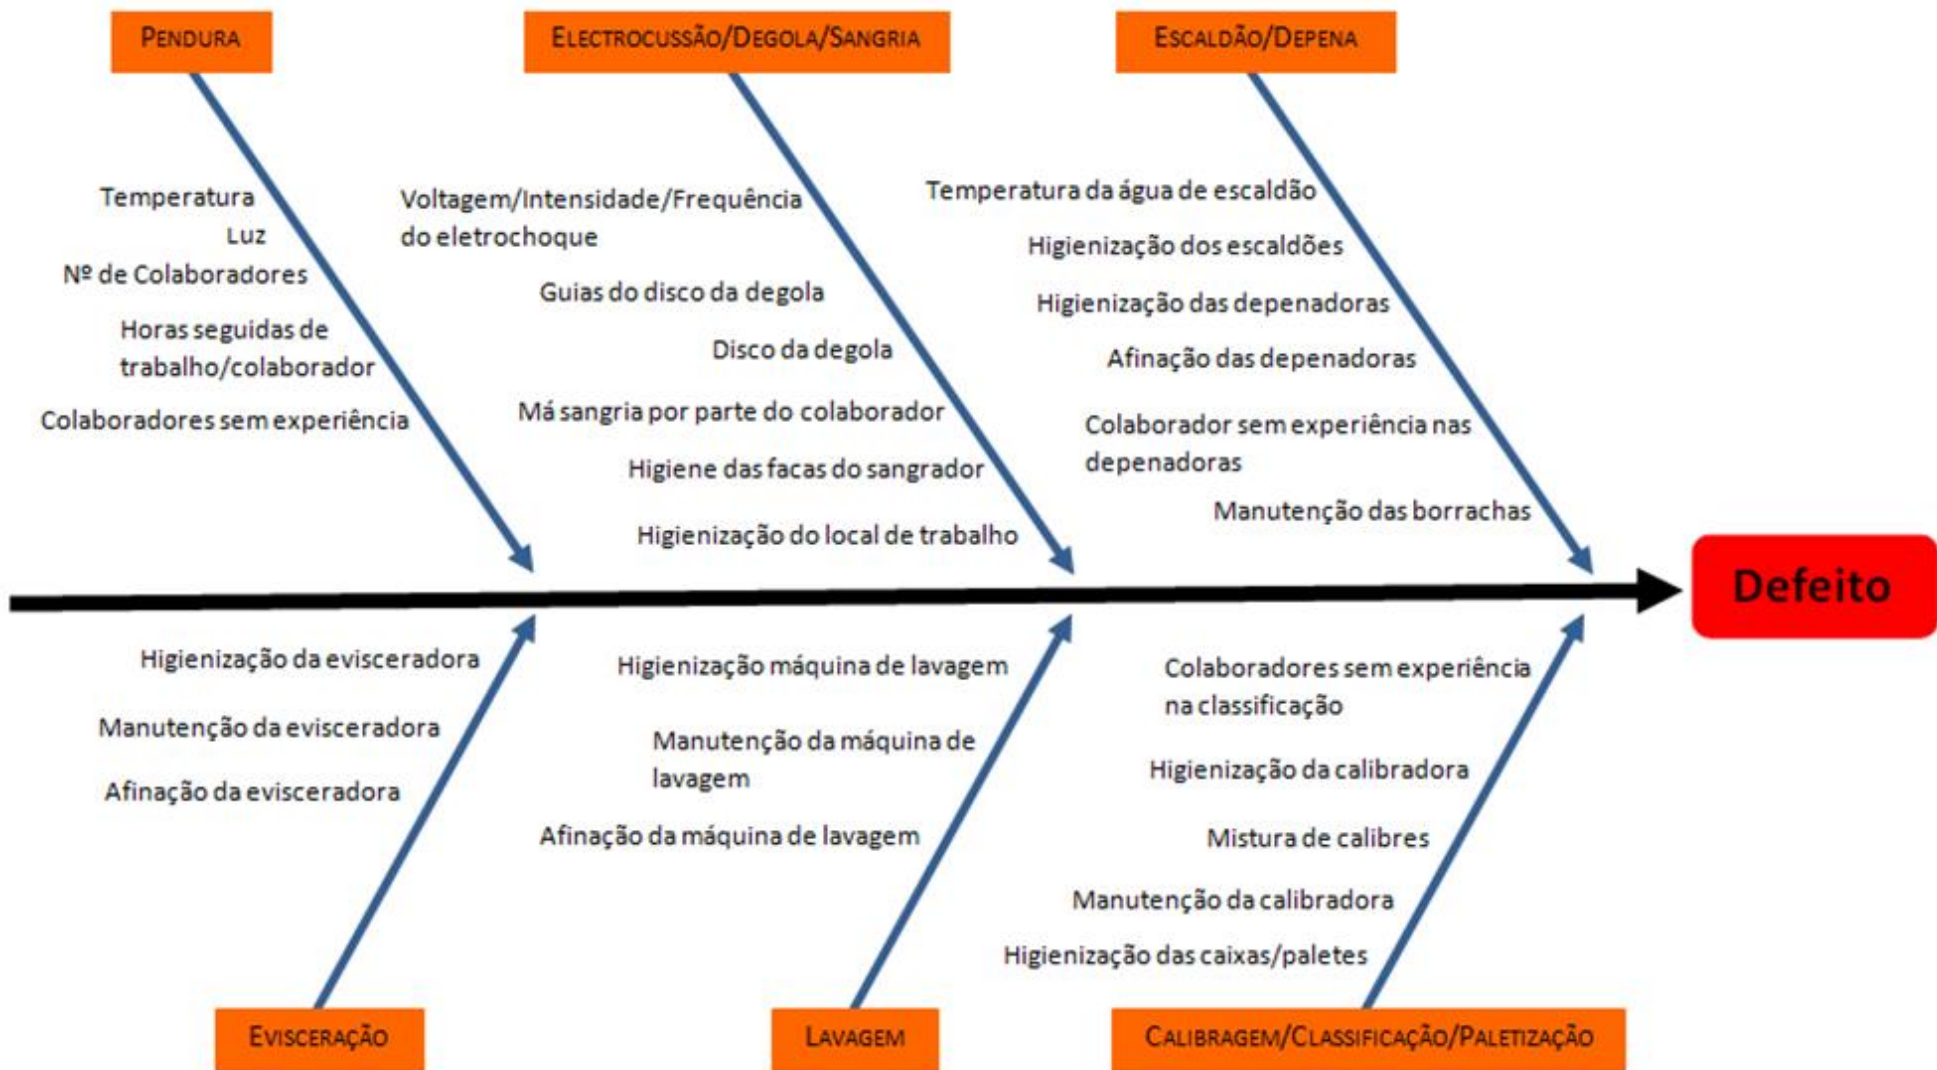 PENDURA
ELECTROCUSSÃO/DEGOLA/SANGRIA
ESCALDÃO/DEPENA
Temperatura
Luz
Nº de Colaboradores
Horas seguidas de
trabalho/colaborador
Colaboradores sem experiência
Voltagem/Intensidade/Frequência
do eletrochoque
Guias do disco da degola
Disco da degola
Má sangria por parte do colaborador
Higiene das facas do sangrador
Higienização do local de trabalho
Temperatura da água de escaldão
Higienização dos escaldões
Higienização das depenadoras
Afinação das depenadoras
Colaborador sem experiência nas
depenadoras
Manutenção das borrachas
Defeito
Higienização da evisceradora
Manutenção da evisceradora
Afinação da evisceradora
Higienização máquina de lavagem
Manutenção da máquina de
lavagem
Afinação da máquina de lavagem
Colaboradores sem experiência
na classificação
Higienização da calibradora
Mistura de calibres
Manutenção da calibradora
Higienização das caixas/paletes
EVISCERAÇÃO
LAVAGEM
CALIBRAGEM/CLASSIFICAÇÃO/PALETIZAÇÃO